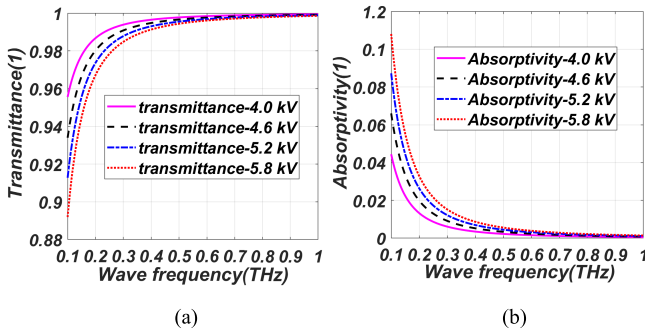 1
0.98
0.96
0.94
0.92
0.9
0.88
Transmittance(1)
transmittance-4.0 kV
transmittance-4.6 kV
transmittance-5.2 kV
transmittance-5.8 kV
0.1 0.2 0.3 0.4 0.5 0.6 0.7 0.8 0.9 1
Wave frequency(THz)
(a)
1.2
0.1
0.08
0.06
0.04
0.02
0
Absorptivity(1)
Absorptivity-4.0 kV
Absorptivity-4.6 kV
Absorptivity-5.2 kV
Absorptivity-5.8 kV
0.1 0.2 0.3 0.4 0.5 0.6 0.7 0.8 0.9 1
Wave frequency(THz)
(b)